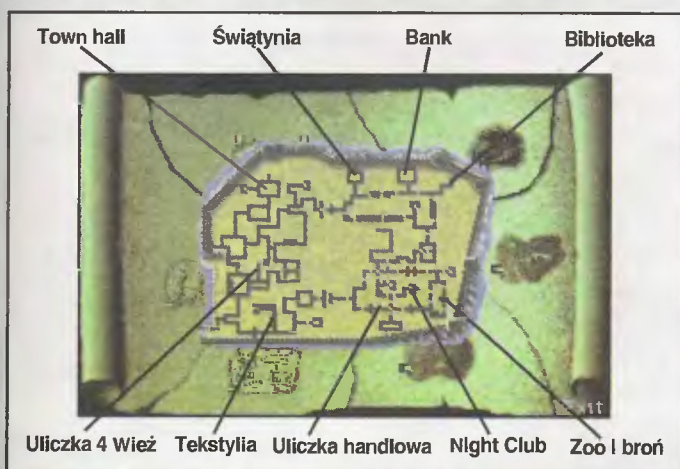 Town hall Świątynia Bank Biblioteka
Uliczka 4 Wież Tekstylia Uliczka handlowa Night Club Zoo i broń